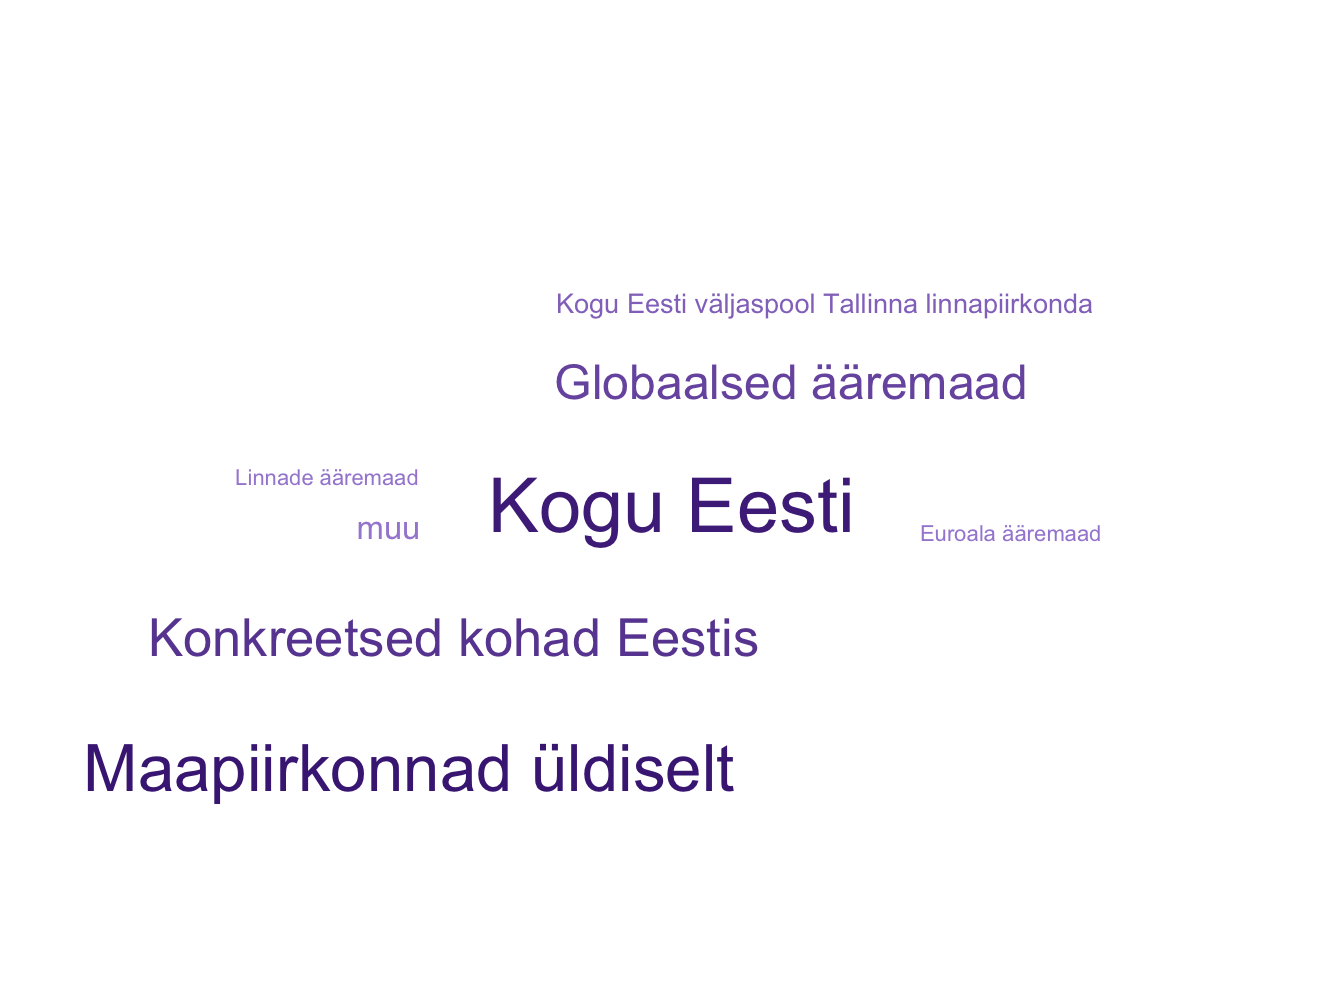 Kogu Eesti väljaspool Tallinna linnapiirkonda
Globaalsed ääremaad
Linnade ääremaad
Kogu Eesti
muu
Euroala ääremaad
Konkreetsed kohad Eestis
Maapiirkonnad üldiselt